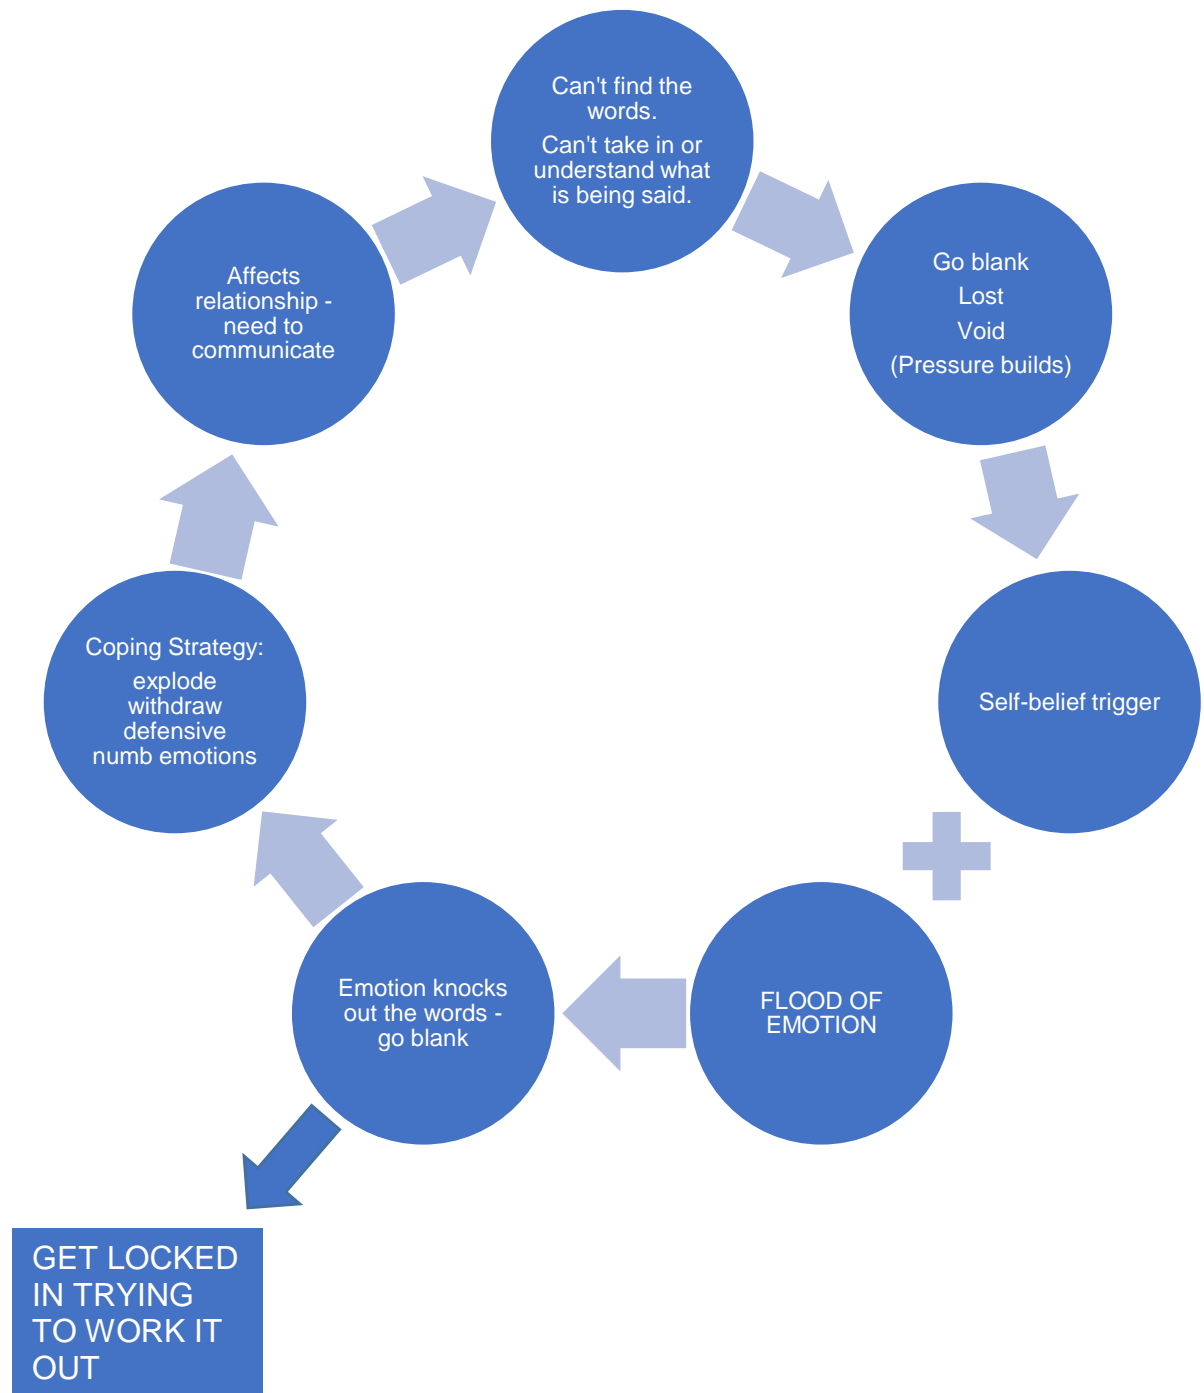 Can't find the
words.
Can't take in or
understand what
is being said.
Go blank
Lost
Void
(Pressure builds)
Self-belief trigger
FLOOD OF
EMOTION
Emotion knocks
out the words -
go blank
GET LOCKED
IN TRYING
TO WORK IT
OUT
Coping Strategy:
explode
withdraw
defensive
numb emotions
Affects
relationship -
need to
communicate